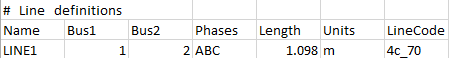 # Line definitions
Name Bus1 Bus2 Phases Length Units LineCode
LINE1 1 2 ABC 1.098 m 4c_70